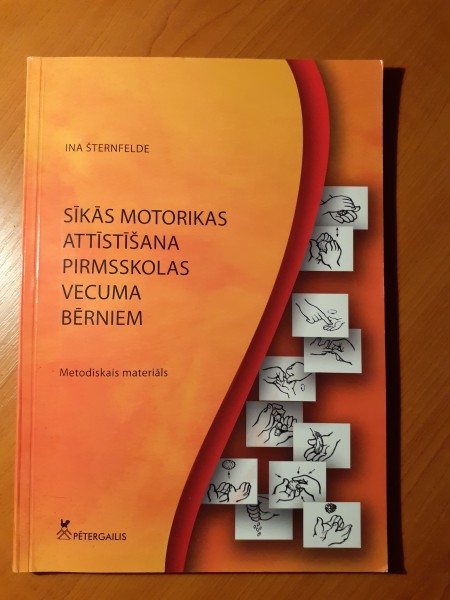 INA ŠTERNFELDE
SĪKĀS MOTORIKAS
ATTĪSTĪŠANA
PIRMSSKOLAS
VECUMA
BĒRNIEM
Metodiskais materiāls
PĒTERGAILIS